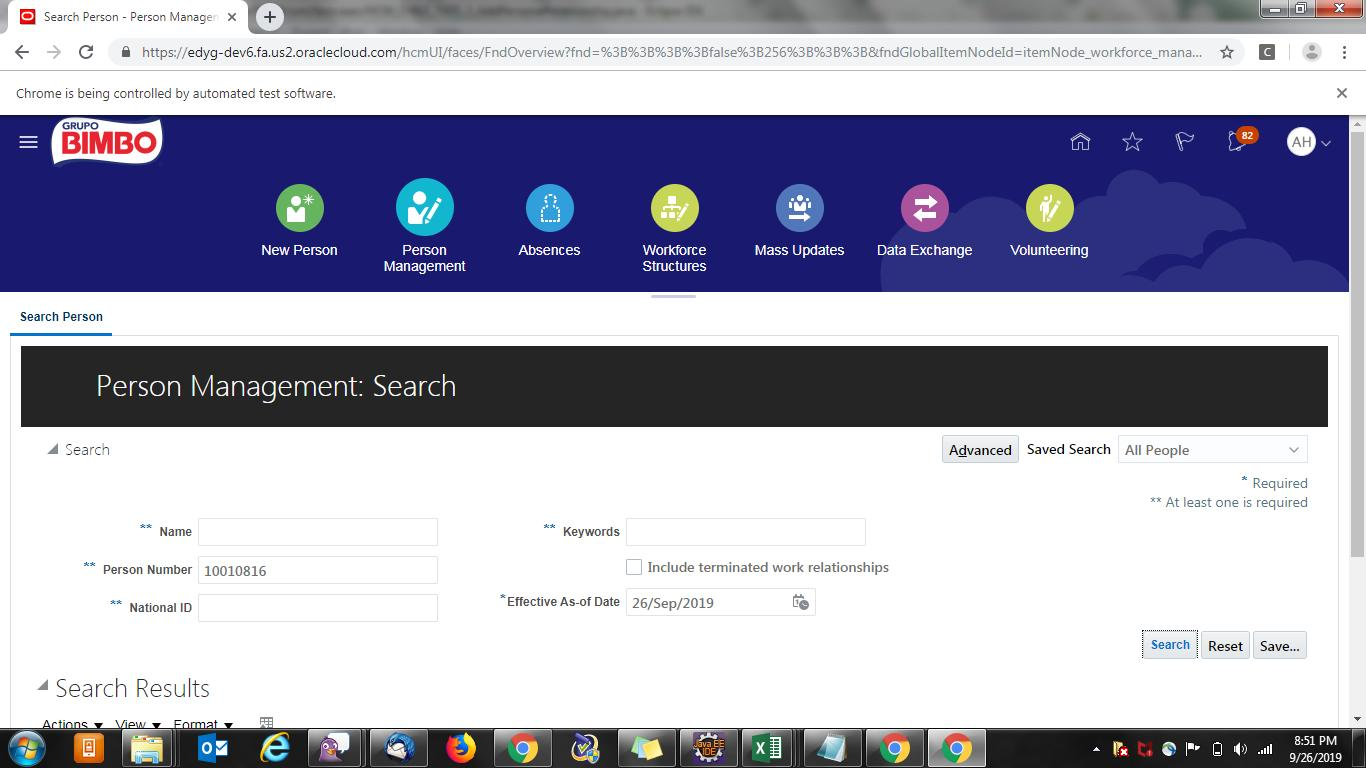 Search Person - Person Managen
https://edyg-dev6.fa.us2.oraclecloud.com/hcmUI/faces/FndOverview?fnd=%3B%3B%3B%3Bfalse%3B256%3B%3B%3B&fndGlobalItemNodeId=itemNode_workforce_mana...
C
Chrome is being controlled by automated test software.
GRUPO
BIMBO
82
AH
New Person
Person
Management
Absences
Workforce
Structures
Mass Updates
Data Exchange
Volunteering
Search Person
Person Management: Search
Search
Advanced
Saved Search
All People
* Required
** At least one is required
** Name
** Keywords
** Person Number 10010816
Include terminated work relationships
** National ID
*Effective As-of Date 26/Sep/2019
Search Reset Save...
Search Results
Actions View Format
Java EE
IDE
8:51 PM
9/26/2019